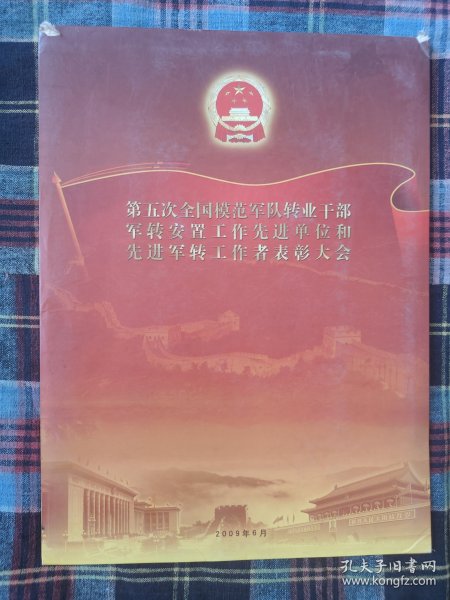 第五次全国模范军队转业干部
军转安置工作先进单位和
先进军转工作者表彰大会
2009年6月
孔夫子旧书网
www.kongfz.com